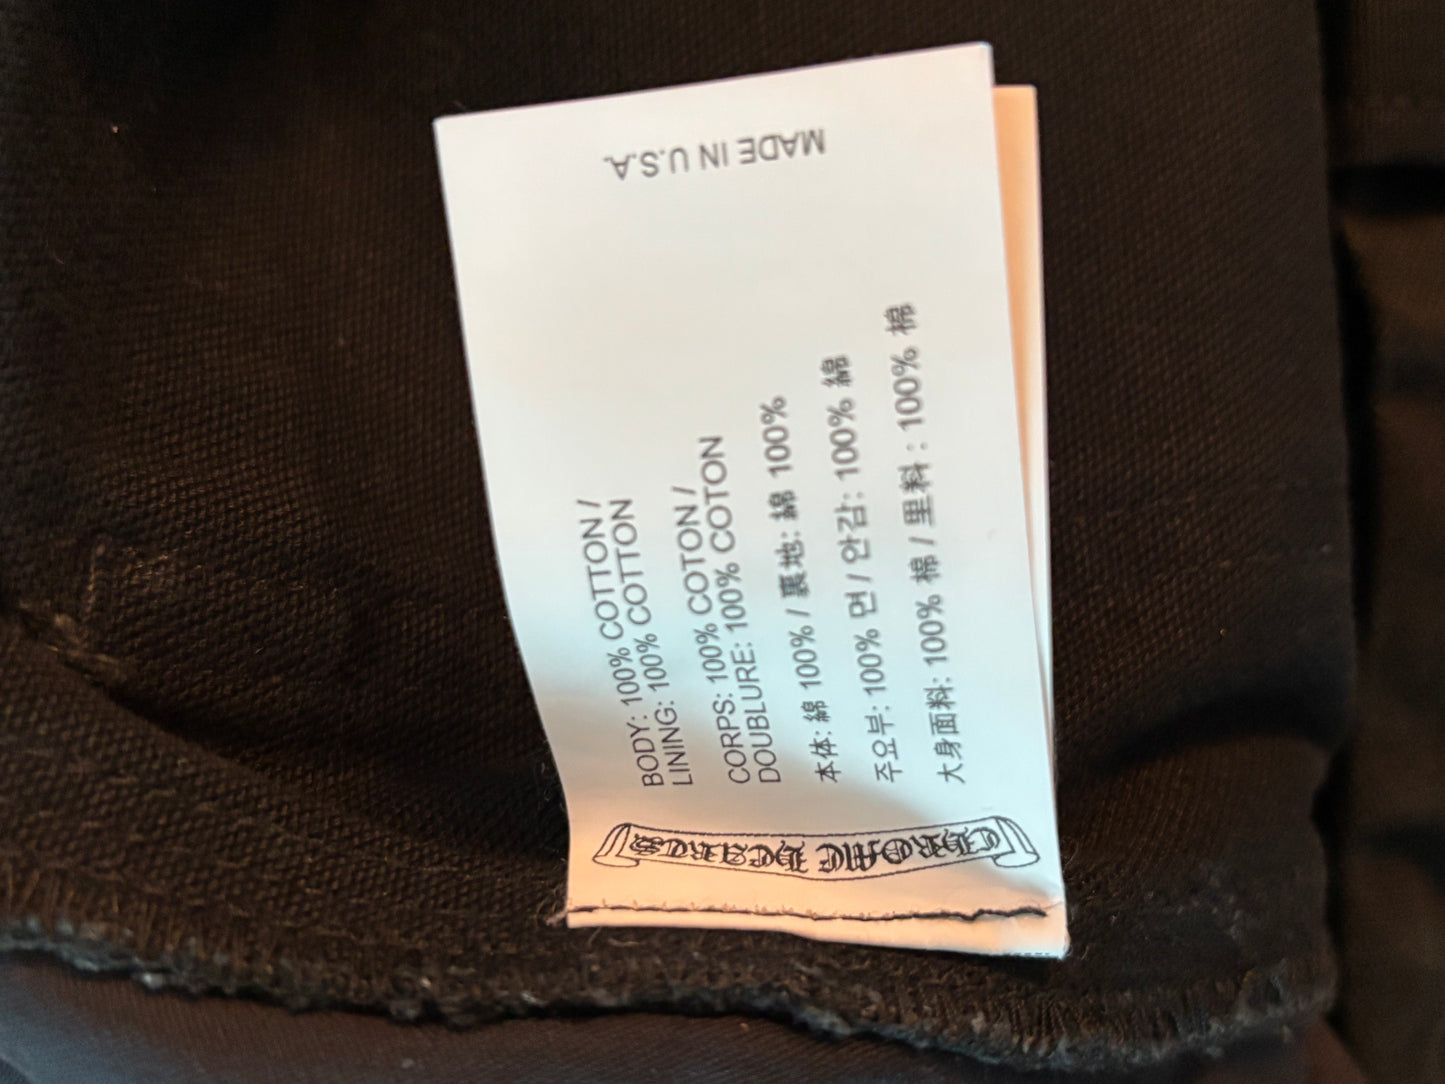 CHROME HEARTS
BODY: 100% COTTON /
LINING: 100% COTTON
CORPS: 100% COTON /
DOUBLURE: 100% COTON
本体: 綿 100% / 裏地: 綿 100%
주요부: 100% 면 / 안감: 100% 綿
大身面料: 100% 棉 / 里料 : 100% 棉
MADE IN U.S.A.